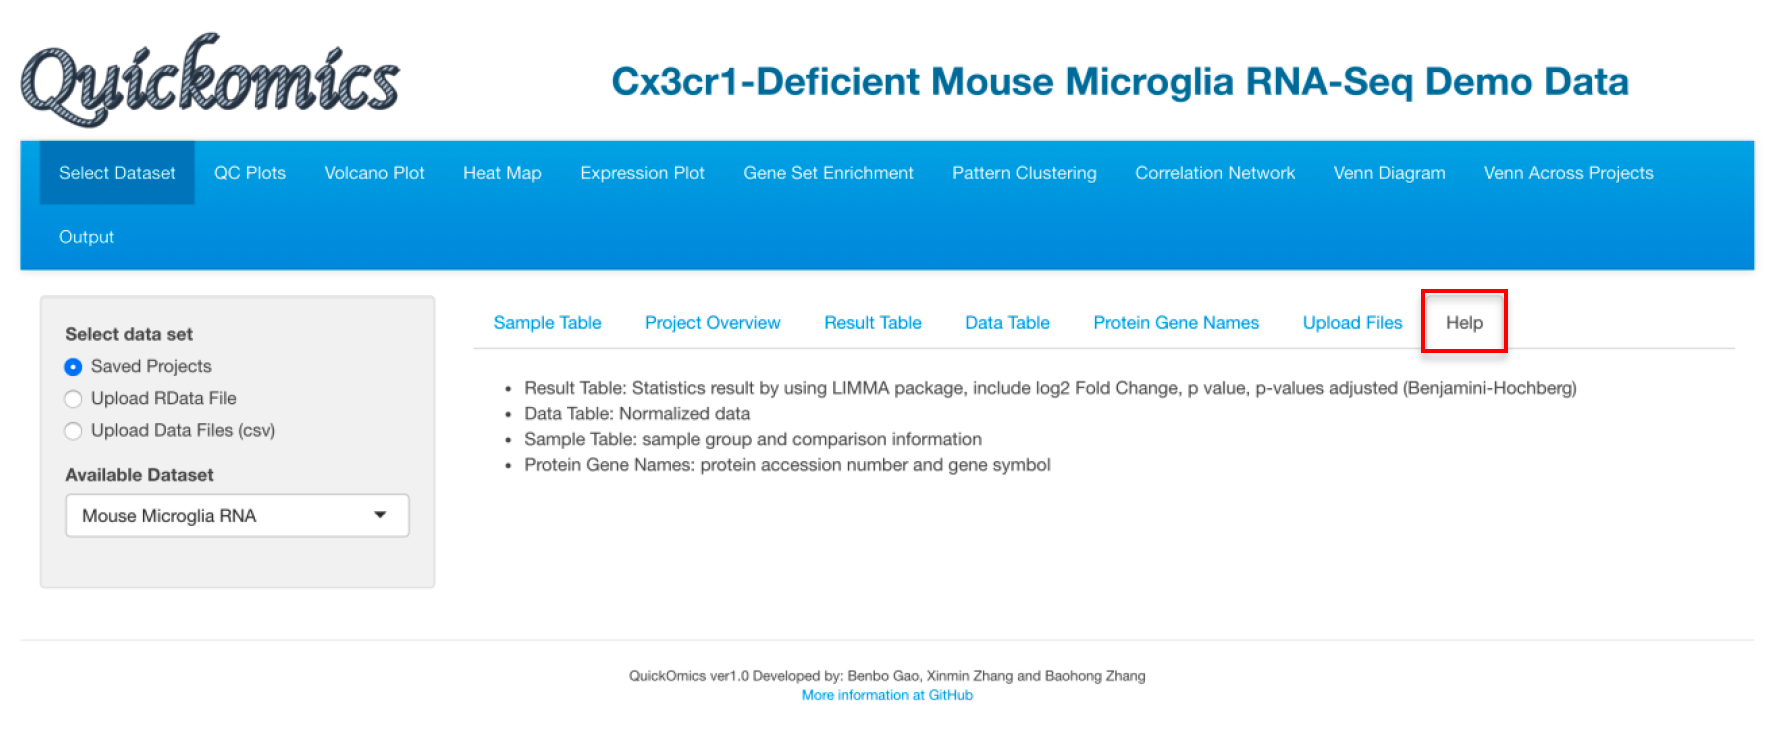 Quickomics
Cx3cr1-Deficient Mouse Microglia RNA-Seq Demo Data
Select Dataset QC Plots Volcano Plot Heat Map Expression Plot Gene Set Enrichment Pattern Clustering Correlation Network Venn Diagram Venn Across Projects
Output
Select data set
Saved Projects
Upload RData File
Upload Data Files (csv)
Available Dataset
Mouse Microglia RNA
Sample Table Project Overview Result Table Data Table Protein Gene Names Upload Files Help
• Result Table: Statistics result by using LIMMA package, include log2 Fold Change, p value, p-values adjusted (Benjamini-Hochberg)
• Data Table: Normalized data
• Sample Table: sample group and comparison information
• Protein Gene Names: protein accession number and gene symbol
QuickOmics ver1.0 Developed by: Benbo Gao, Xinmin Zhang and Baohong Zhang
More information at GitHub